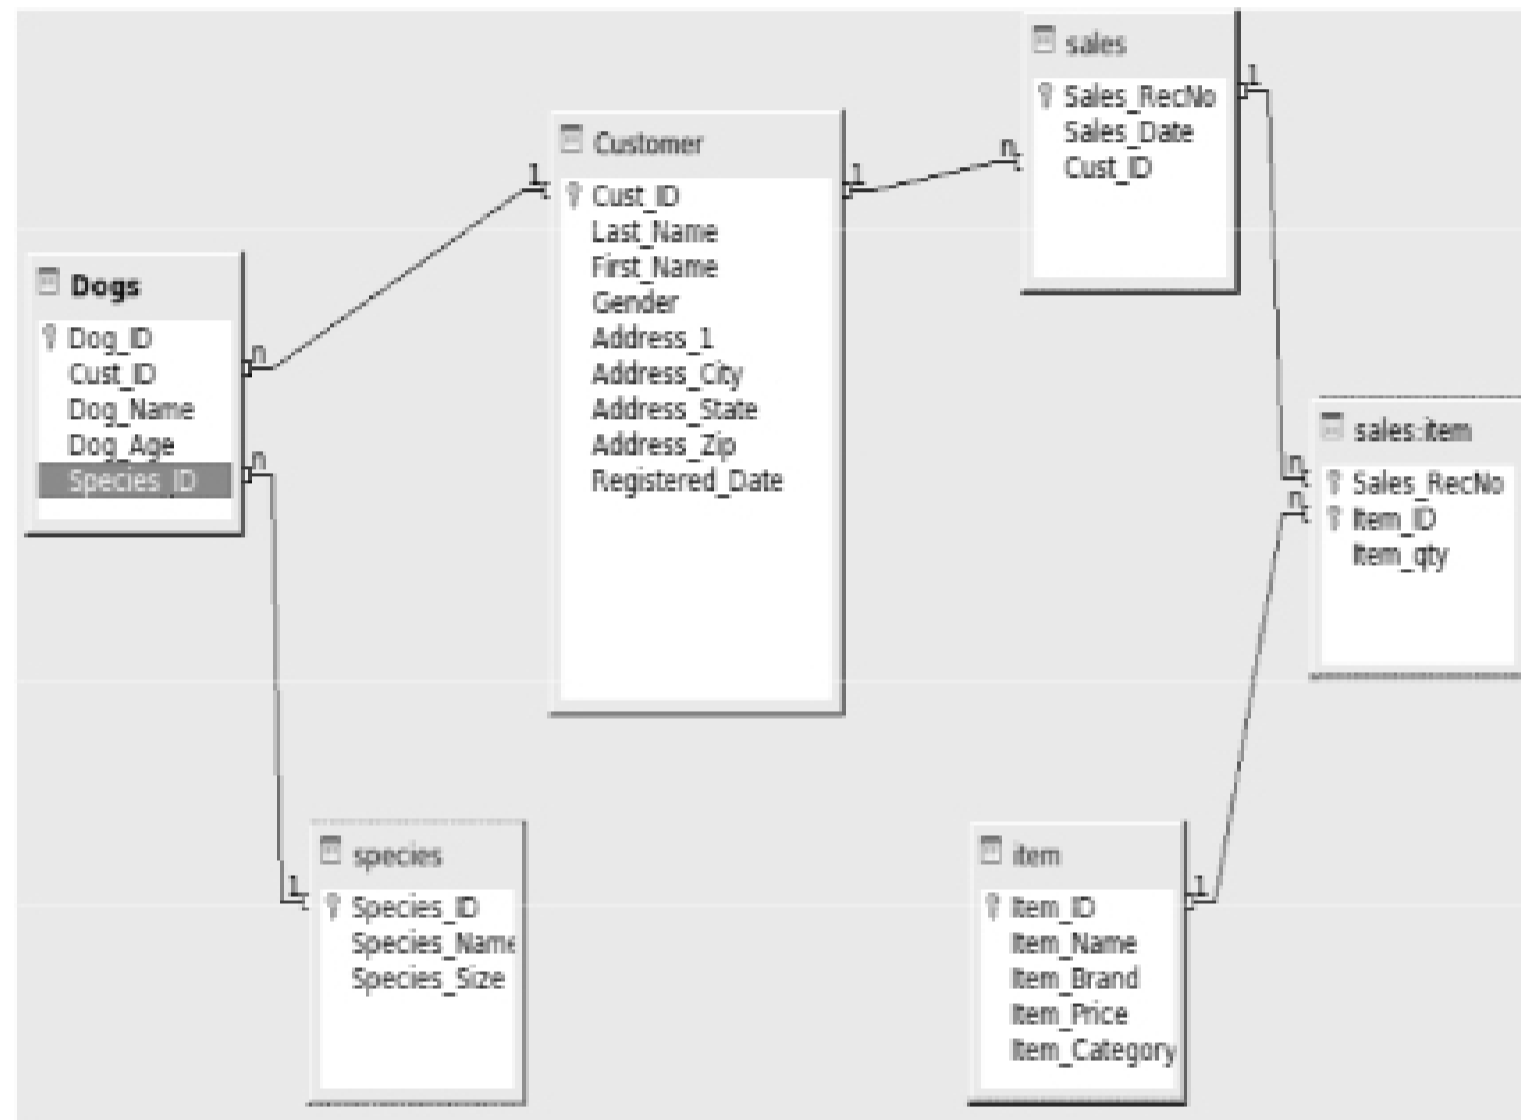 sales
Sales_RecNo
Sales_Date
Cust_ID
1
n
Customer
Cust_ID
Last_Name
First_Name
Gender
Address_1
Address_City
Address_State
Address_Zip
Registered_Date
1
1
Dogs
Dog_ID
Cust_ID
Dog_Name
Dog_Age
Species_ID
n
n
sales:item
Sales_RecNo
Item_ID
Item_qty
n
n
species
Species_ID
Species_Name
Species_Size
1
item
Item_ID
Item_Name
Item_Brand
Item_Price
Item_Category
1